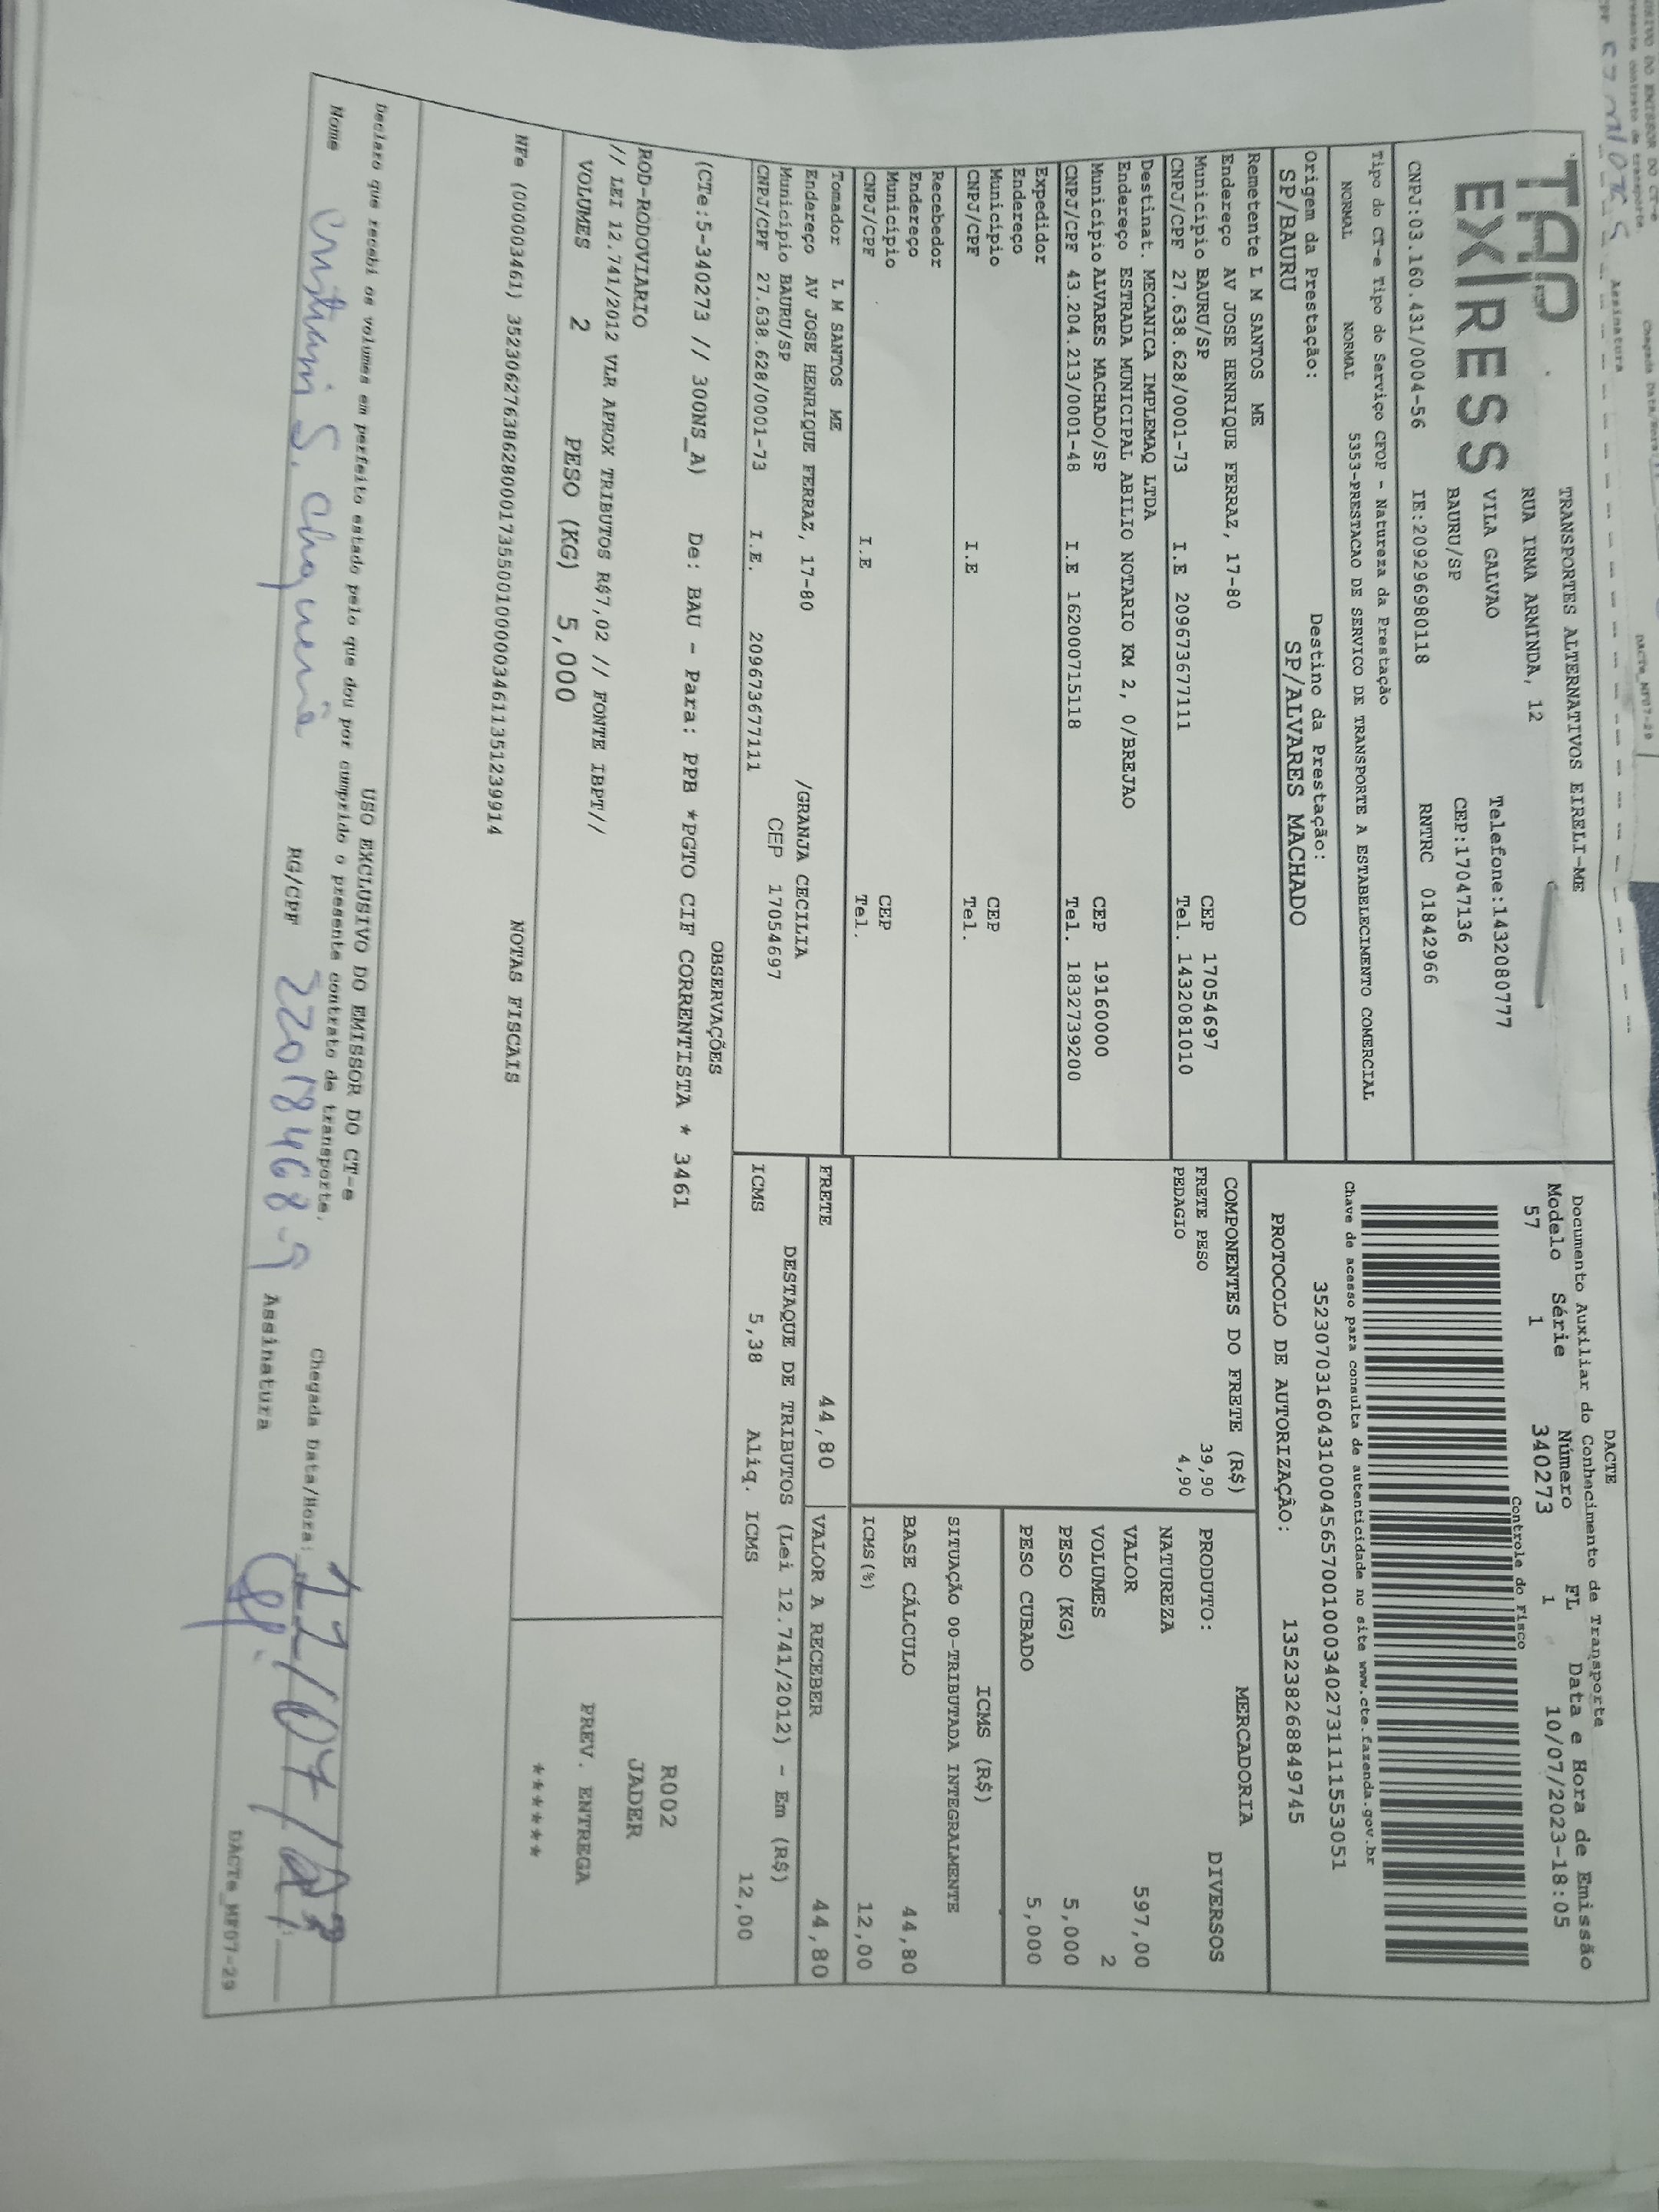 TAP EXPRESS
TRANSPORTES ALTERNATIVOS EIRELI-ME
RUA IRMA ARMINDA, 12
VILA GALVAO Telefone:1432080777
BAURU/SP CEP:17047136
CNPJ:03.160.431/0004-56 IE:209296980118 RNTRC 01842966
Tipo do CT-e Tipo do Serviço CFOP - Natureza da Prestação
NORMAL NORMAL 5353-PRESTACAO DE SERVICO DE TRANSPORTE A ESTABELECIMENTO COMERCIAL
Origem da Prestação: Destino da Prestação:
SP/BAURU SP/ALVARES MACHADO
DACTE
Documento Auxiliar do Conhecimento de Transporte
Modelo Série Número FL Data e Hora de Emissão
57 1 340273 1 10/07/2023-18:05
Controle do Fisco
Chave de acesso para consulta de autenticidade no site www.cte.fazenda.gov.br
35230703160431000456570010003402731111553051
PROTOCOLO DE AUTORIZAÇÃO: 135238268849745
Remetente L M SANTOS ME
Endereço AV JOSE HENRIQUE FERRAZ, 17-80
Município BAURU/SP CEP 17054697
CNPJ/CPF 27.638.628/0001-73 I.E 209673677111 Tel. 1432081010
Destinat. MECANICA IMPLEMAQ LTDA
Endereço ESTRADA MUNICIPAL ABILIO NOTARIO KM 2, 0/BREJAO
Município ALVARES MACHADO/SP CEP 19160000
CNPJ/CPF 43.204.213/0001-48 I.E 162000715118 Tel. 1832739200
Expedidor
Endereço
Município CEP
CNPJ/CPF I.E Tel.
Recebedor
Endereço
Município CEP
CNPJ/CPF I.E Tel.
Tomador L M SANTOS ME
Endereço AV JOSE HENRIQUE FERRAZ, 17-80 /GRANJA CECILIA
Município BAURU/SP CEP 17054697
CNPJ/CPF 27.638.628/0001-73 I.E. 209673677111
COMPONENTES DO FRETE (R$)
FRETE PESO 39,90
PEDAGIO 4,90
MERCADORIA
PRODUTO: DIVERSOS
NATUREZA
VALOR 597,00
VOLUMES 2
PESO (KG) 5,000
PESO CUBADO 5,000
ICMS (R$)
SITUAÇÃO 00-TRIBUTADA INTEGRALMENTE
BASE CÁLCULO 44,80
ICMS(%) 12,00
FRETE 44,80 VALOR A RECEBER 44,80
DESTAQUE DE TRIBUTOS (Lei 12.741/2012) - Em (R$)
ICMS 5,38 Aliq. ICMS 12,00
OBSERVAÇÕES
(CTe:5-340273 // 300NS_A) De: BAU - Para: PPB *PGTO CIF CORRENTISTA * 3461
ROD-RODOVIARIO
// LEI 12.741/2012 VLR APROX TRIBUTOS R$7,02 // FONTE IBPT//
VOLUMES 2 PESO (KG) 5,000
R002
JADER
PREV. ENTREGA
******
NOTAS FISCAIS
NFe (000003461) 35230627638628000173550010000034611351239914
USO EXCLUSIVO DO EMISSOR DO CT-e
Declaro que recebi os volumes em perfeito estado pelo que dou por cumprido o presente contrato de transporte.
Chegada Data/Hora:
Nome RG/CPF 22018468-9 Assinatura
DACTe_MF07-29